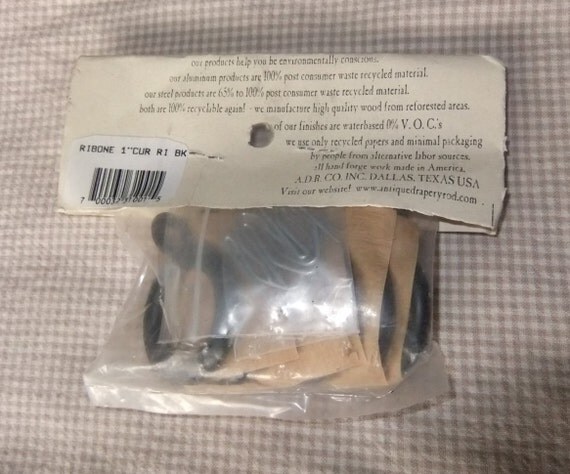 our products help you be environmentally conscious.
our aluminum products are 100% post consumer waste recycled material.
our steel products are 65% to 100% post consumer waste recycled material.
both are 100% recyclable again! - we manufacture high quality wood from reforested areas.
of our finishes are waterbased 0% V. O. C.'s
we use only recycled papers and minimal packaging
by people from alternative labor sources.
all hand forge work made in America,
A.D.R. CO. INC. DALLAS, TEXAS USA
Visit our website! www.antiquedraperyrod.com
RIBONE 1"CUR RI BK